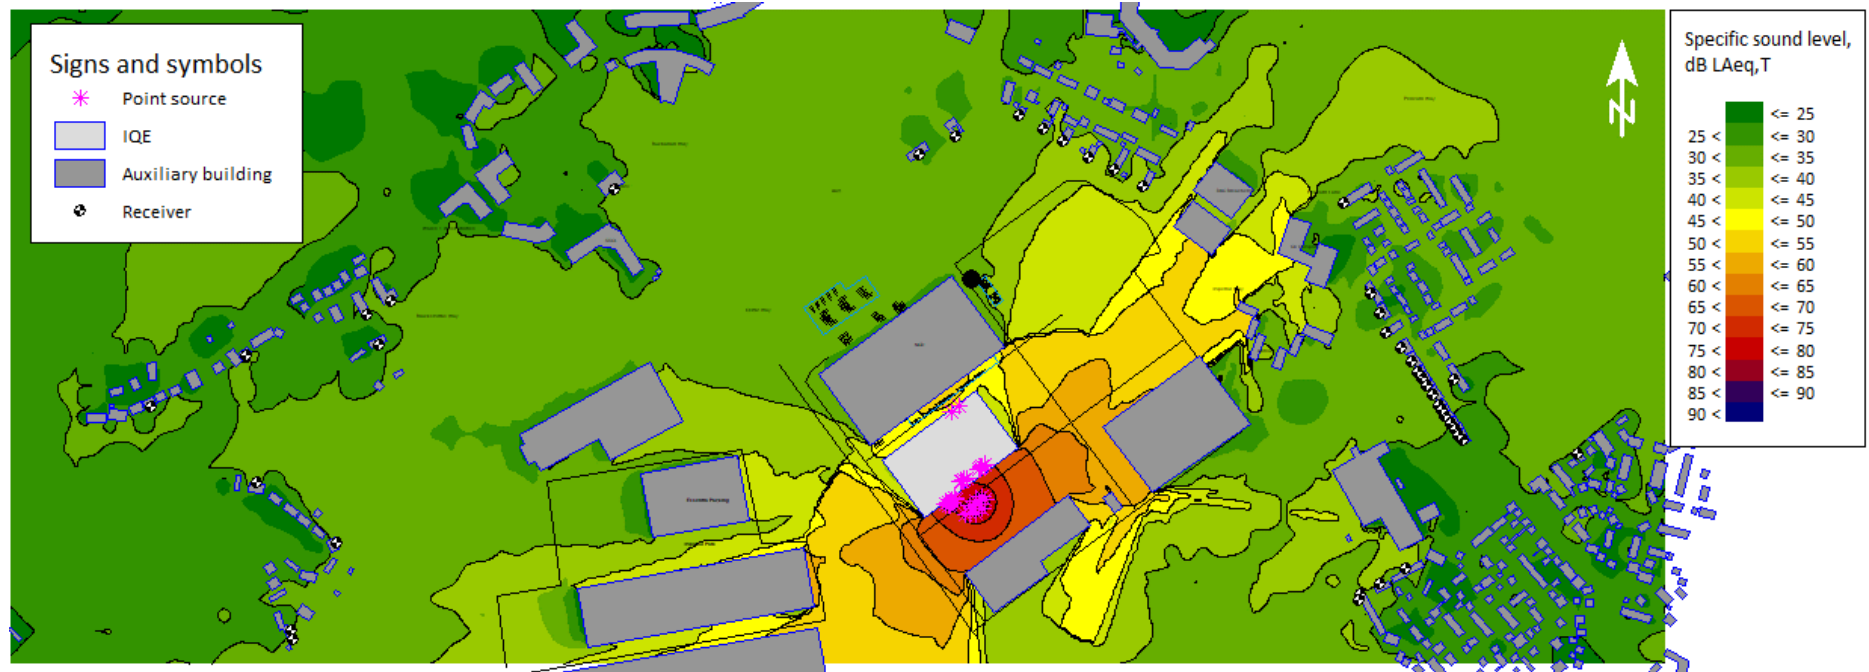 Signs and symbols
Point source
IQE
Auxiliary building
Receiver
N
Specific sound level,
dB LAeq,T
<= 25
25 < <= 30
30 < <= 35
35 < <= 40
40 < <= 45
45 < <= 50
50 < <= 55
55 < <= 60
60 < <= 65
65 < <= 70
70 < <= 75
75 < <= 80
80 < <= 85
85 < <= 90
90 <